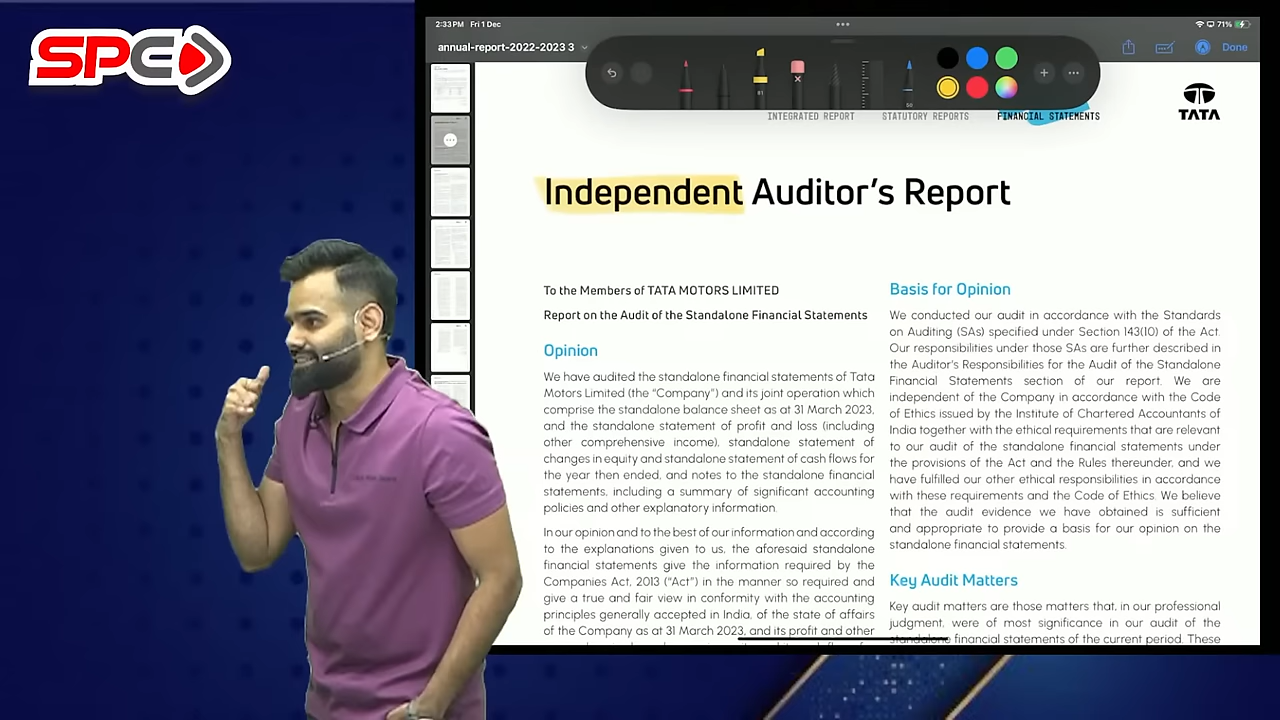 SPC
2:33 PM Fri 1 Dec
71%
annual-report-2022-2023 3
Done
INTEGRATED REPORT
STATUTORY REPORTS
FINANCIAL STATEMENTS
TATA
Independent Auditor's Report
To the Members of TATA MOTORS LIMITED
Report on the Audit of the Standalone Financial Statements
Opinion
We have audited the standalone financial statements of Tata
Motors Limited (the "Company") and its joint operation which
comprise the standalone balance sheet as at 31 March 2023,
and the standalone statement of profit and loss (including
other comprehensive income), standalone statement of
changes in equity and standalone statement of cash flows for
the year then ended, and notes to the standalone financial
statements, including a summary of significant accounting
policies and other explanatory information.
In our opinion and to the best of our information and according
to the explanations given to us, the aforesaid standalone
financial statements give the information required by the
Companies Act, 2013 ("Act") in the manner so required and
give a true and fair view in conformity with the accounting
principles generally accepted in India, of the state of affairs
of the Company as at 31 March 2023, and its profit and other
Basis for Opinion
We conducted our audit in accordance with the Standards
on Auditing (SAs) specified under Section 143(10) of the Act.
Our responsibilities under those SAs are further described in
the Auditor's Responsibilities for the Audit of the Standalone
Financial Statements section of our report. We are
independent of the Company in accordance with the Code
of Ethics issued by the Institute of Chartered Accountants of
India together with the ethical requirements that are relevant
to our audit of the standalone financial statements under
the provisions of the Act and the Rules thereunder, and we
have fulfilled our other ethical responsibilities in accordance
with these requirements and the Code of Ethics. We believe
that the audit evidence we have obtained is sufficient
and appropriate to provide a basis for our opinion on the
standalone financial statements.
Key Audit Matters
Key audit matters are those matters that, in our professional
judgment, were of most significance in our audit of the
standalone financial statements of the current period. These